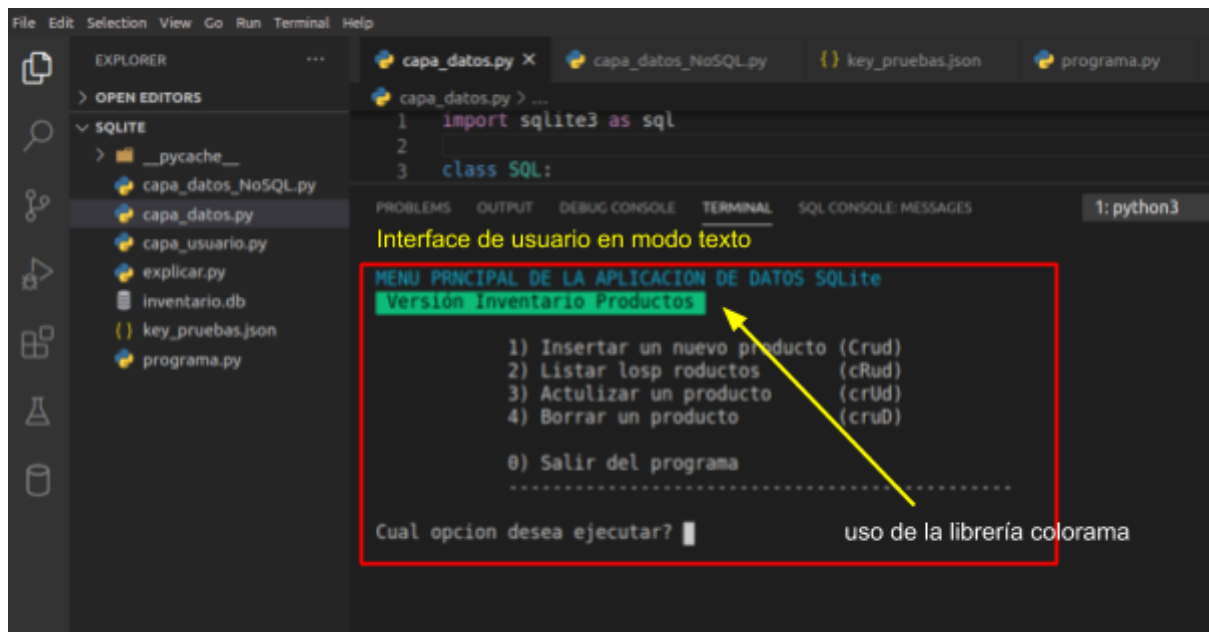 File Edit Selection View Go Run Terminal Help
EXPLORER ...
OPEN EDITORS
SQLITE
__pycache__
capa_datos_NoSQL.py
capa_datos.py
capa_usuario.py
explicar.py
inventario.db
{} key_pruebas.json
programa.py
capa_datos.py × capa_datos_NoSQL.py {} key_pruebas.json programa.py
capa_datos.py > ...
1 import sqlite3 as sql
2
3 class SQL:
PROBLEMS OUTPUT DEBUG CONSOLE TERMINAL SQL CONSOLE: MESSAGES 1: python3
Interface de usuario en modo texto
MENU PRNCIPAL DE LA APLICACION DE DATOS SQLite
Versión Inventario Productos
1) Insertar un nuevo producto (Crud)
2) Listar losp roductos (cRud)
3) Actulizar un producto (crUd)
4) Borrar un producto (cruD)
0) Salir del programa
----------------------------------------------
Cual opcion desea ejecutar?
uso de la librería colorama